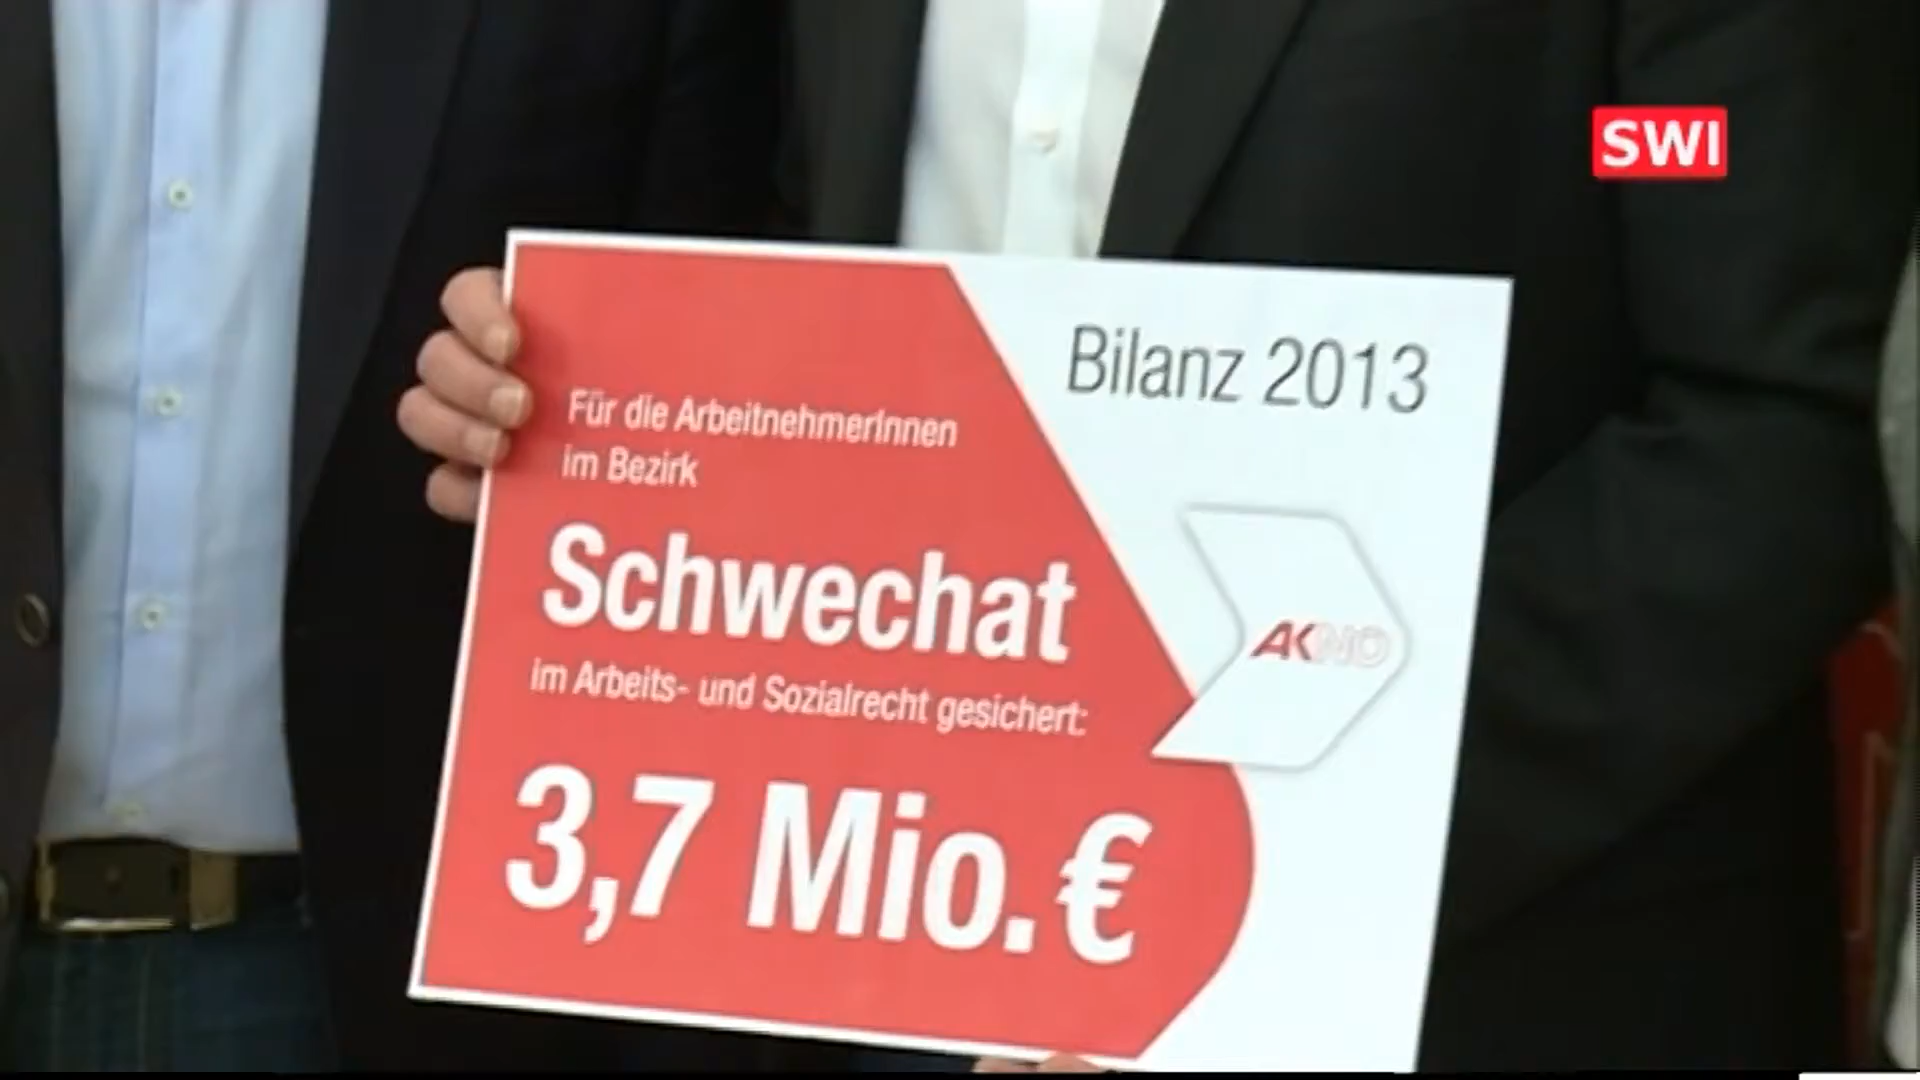 SWI
Bilanz 2013
Für die ArbeitnehmerInnen
im Bezirk
Schwechat
im Arbeits- und Sozialrecht gesichert:
3,7 Mio. €
AKNÖ